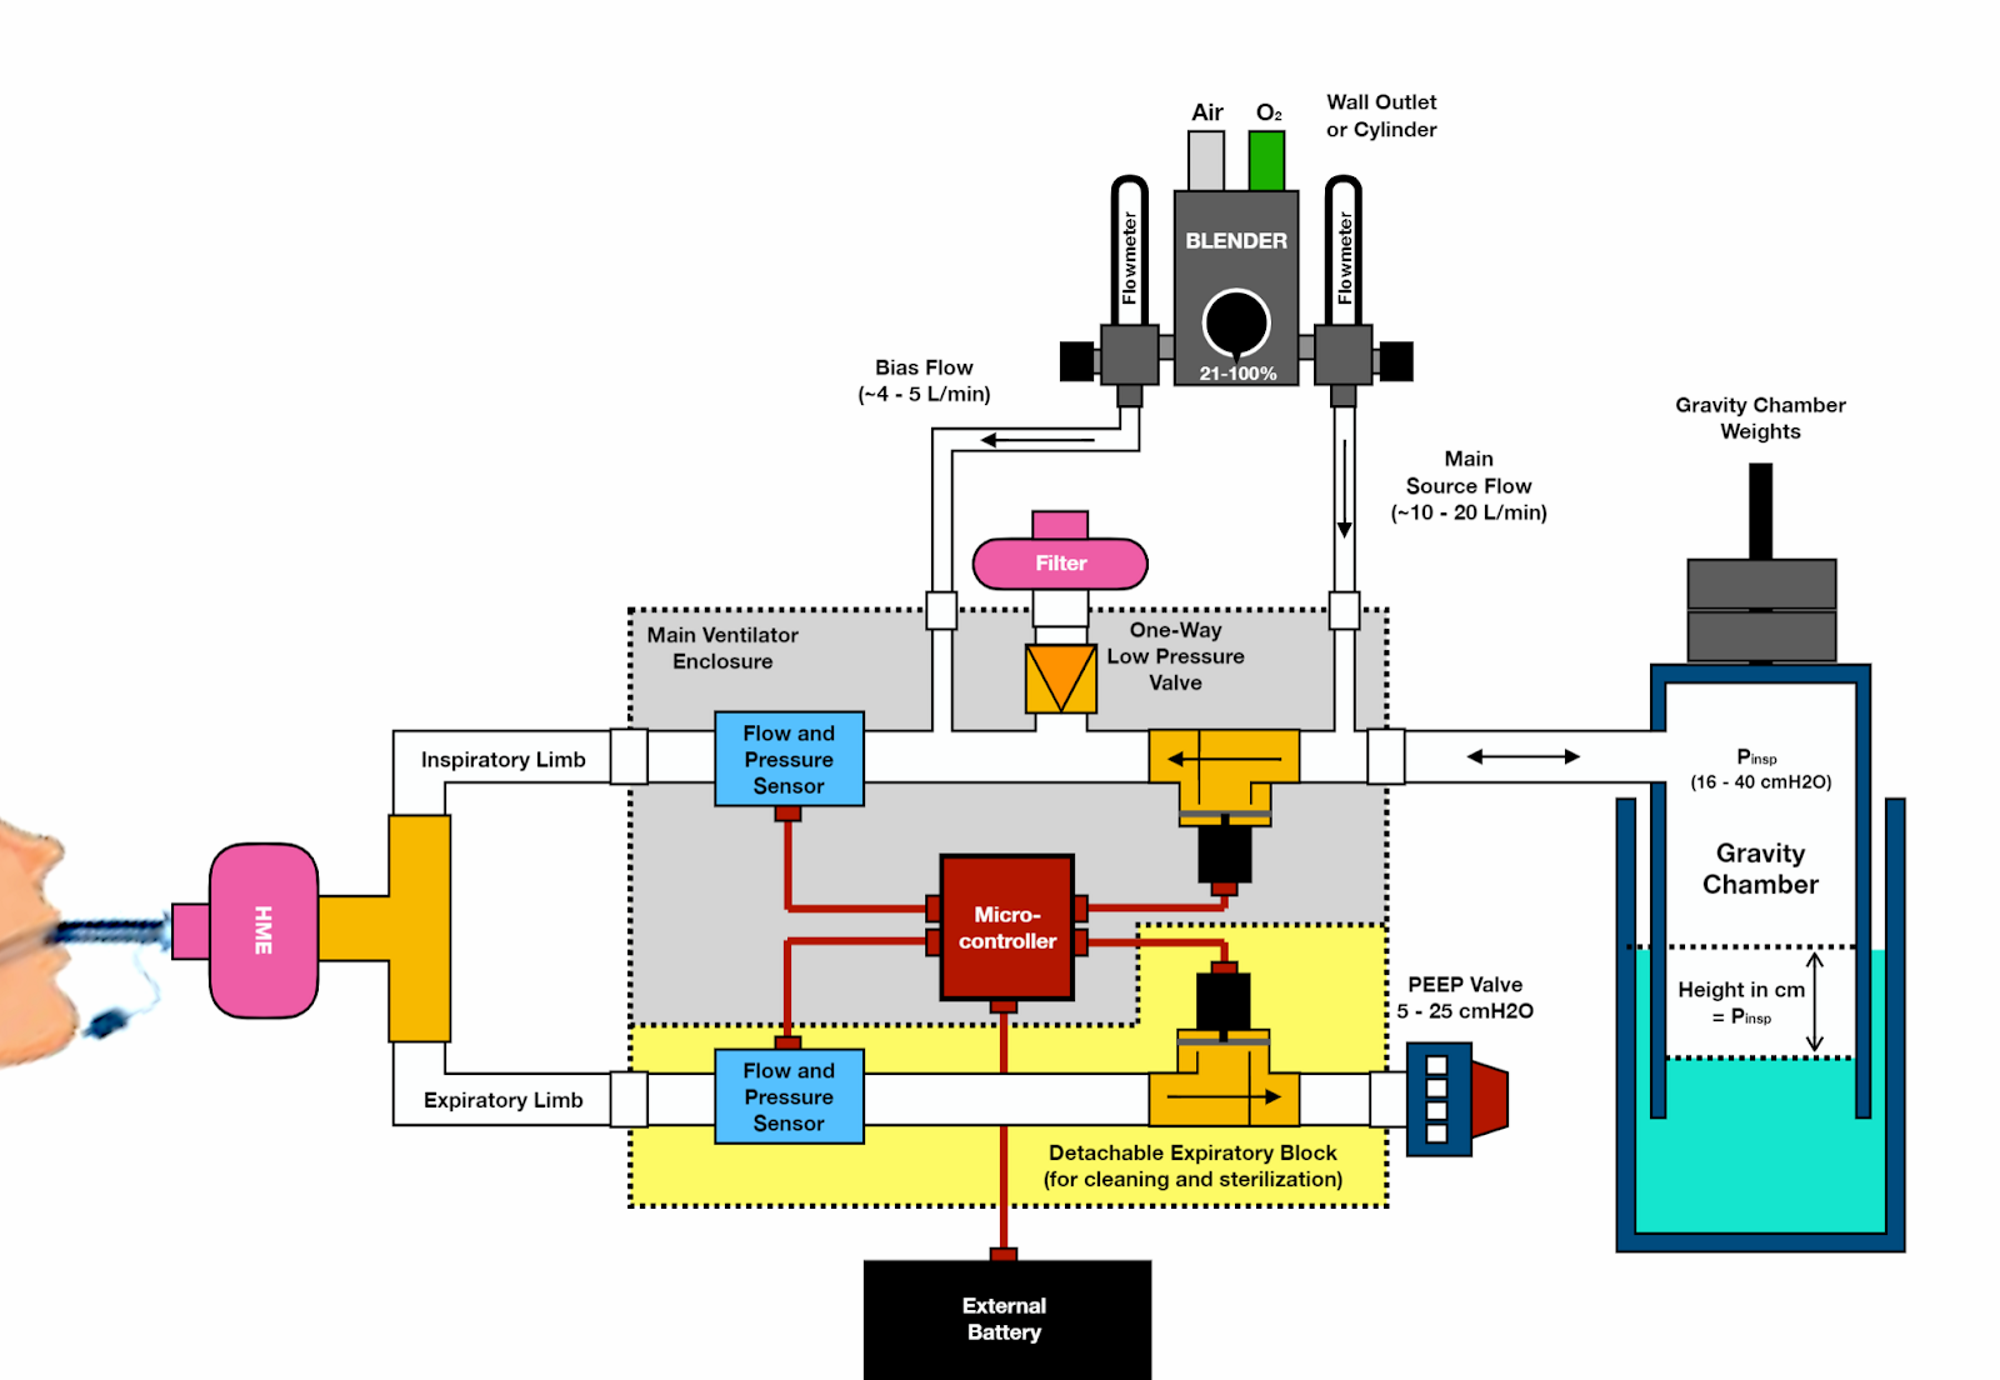 Air
O₂
Wall Outlet
or Cylinder
Flowmeter
BLENDER
Flowmeter
21-100%
Bias Flow
(~4 - 5 L/min)
Main
Source Flow
(~10 - 20 L/min)
Gravity Chamber
Weights
Filter
Main Ventilator
Enclosure
One-Way
Low Pressure
Valve
Inspiratory Limb
Flow and
Pressure
Sensor
Pinsp
(16 - 40 cmH2O)
Gravity
Chamber
HME
Micro-
controller
Height in cm
= Pinsp
PEEP Valve
5 - 25 cmH2O
Expiratory Limb
Flow and
Pressure
Sensor
Detachable Expiratory Block
(for cleaning and sterilization)
External
Battery